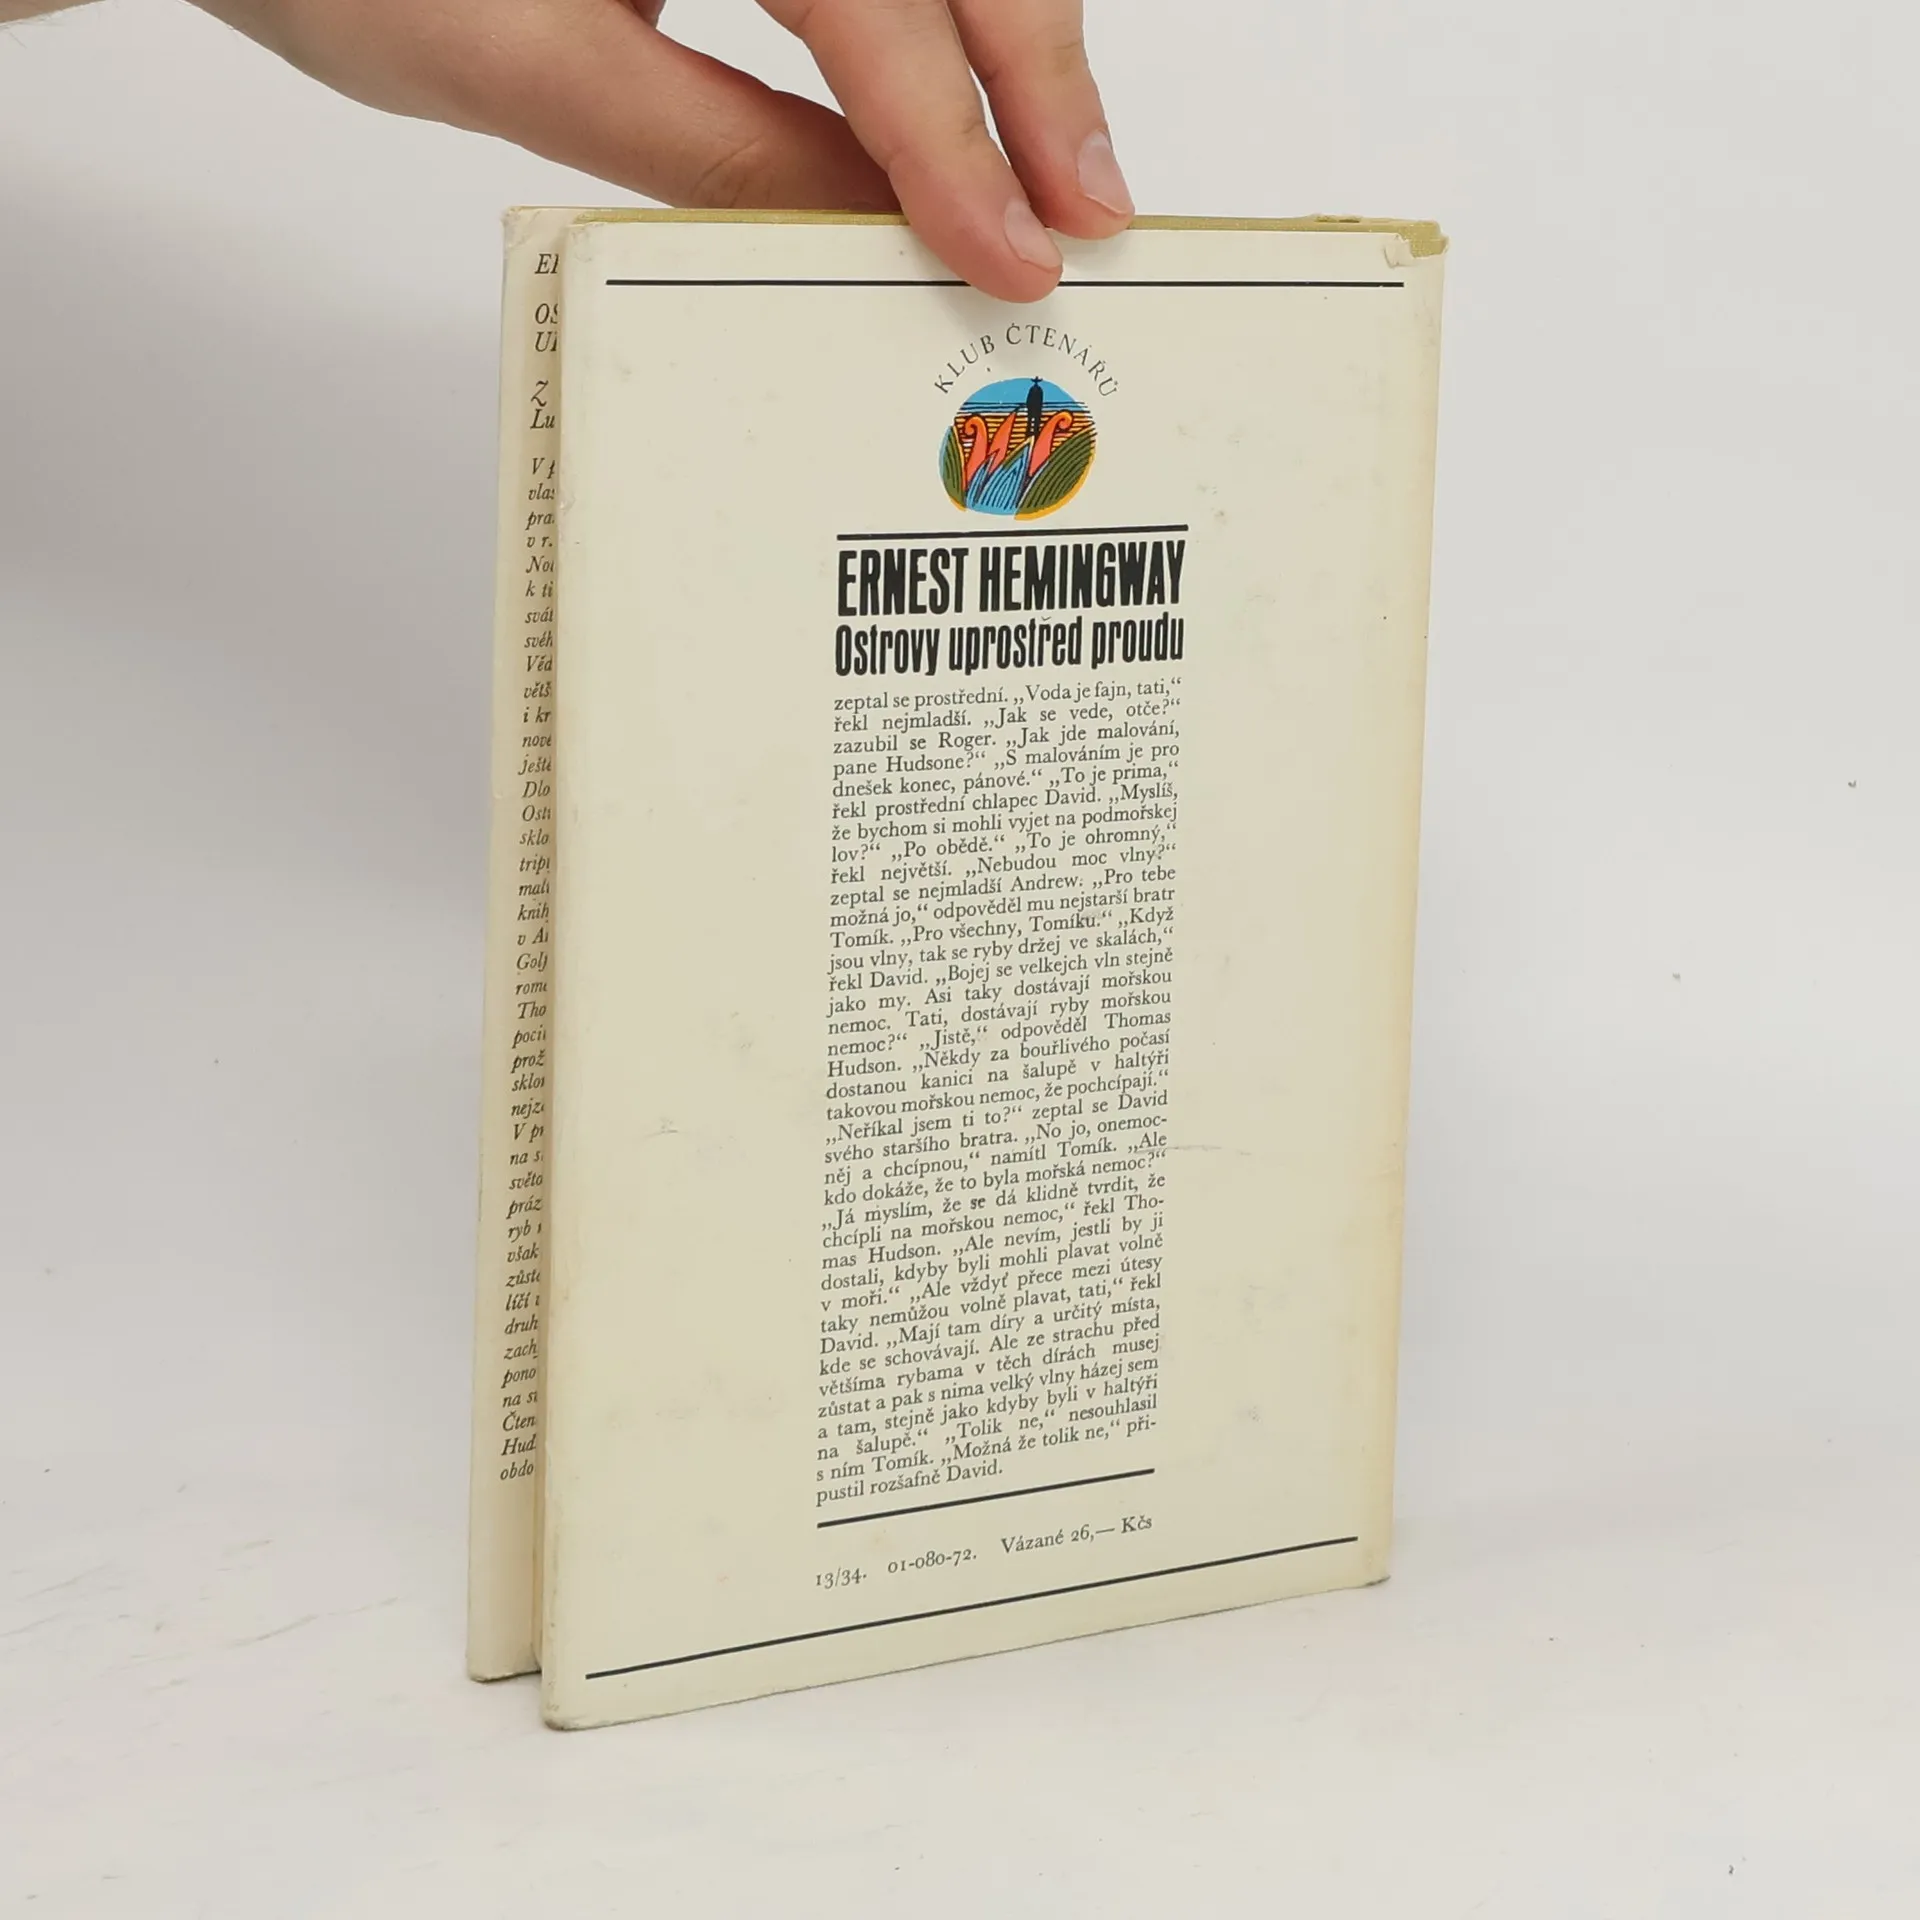 KLUB ČTENÁŘŮ
ERNEST HEMINGWAY
Ostrovy uprostřed proudu
zeptal se prostřední. „Voda je fajn, tati,“
řekl nejmladší. „Jak se vede, otče?“
zazubil se Roger. „Jak jde malování,
pane Hudsone?“ „S malováním je pro
dnešek konec, pánové.“ „To je prima,“
řekl prostřední chlapec David. „Myslíš,
že bychom si mohli vyjet na podmořskej
lov?“ „Po obědě.“ „To je ohromný,“
řekl největší. „Nebudou moc vlny?“
zeptal se nejmladší Andrew. „Pro tebe
možná jo,“ odpověděl mu nejstarší bratr
Tomík. „Pro všechny, Tomíku.“ „Když
jsou vlny, tak se ryby držej ve skalách,“
řekl David. „Bojej se velkejch vln stejně
jako my. Asi taky dostávají mořskou
nemoc. Tati, dostávají ryby mořskou
nemoc?“ „Jistě,“ odpověděl Thomas
Hudson. „Někdy za bouřlivého počasí
dostanou kanici na šalupě v haltýři
takovou mořskou nemoc, že pochcípají.“
„Neříkal jsem ti to?“ zeptal se David
svého staršího bratra. „No jo, onemoc-
něj a chcípnou,“ namítl Tomík. „Ale
kdo dokáže, že to byla mořská nemoc?“
„Já myslím, že se dá klidně tvrdit, že
chcípli na mořskou nemoc,“ řekl Tho-
mas Hudson. „Ale nevím, jestli by ji
dostali, kdyby byli mohli plavat volně
v moři.“ „Ale vždyť přece mezi útesy
taky nemůžou volně plavat, tati,“ řekl
David. „Mají tam díry a určitý místa,
kde se schovávají. Ale ze strachu před
většíma rybama v těch dírách musej
zůstat a pak s nima velký vlny házej sem
a tam, stejně jako kdyby byli v haltýři
na šalupě.“ „Tolik ne,“ nesouhlasil
s ním Tomík. „Možná že tolik ne,“ při-
pustil rozšafně David.
13/34. 01-080-72. Vázané 26,— Kčs